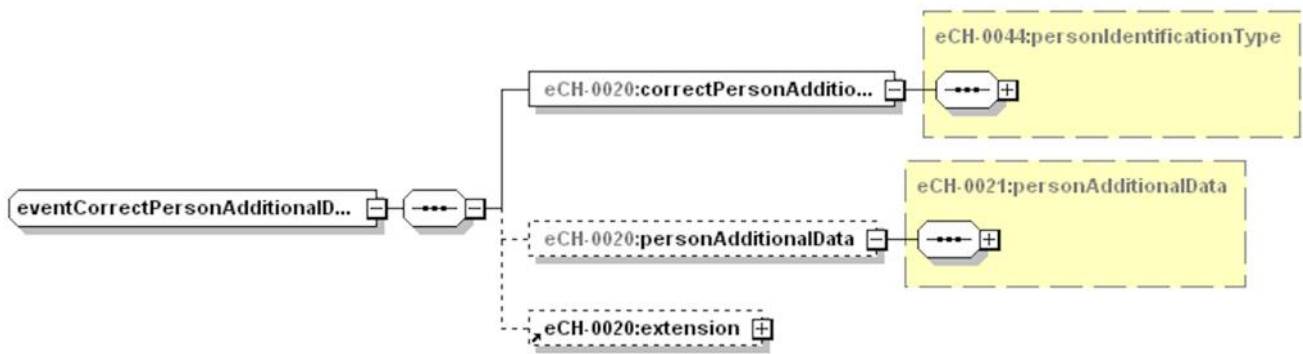 eCH-0044:personIdentificationType
eCH-0020:correctPersonAdditio...
eCH-0021:personAdditionalData
eventCorrectPersonAdditionalD...
eCH-0020:personAdditionalData
eCH-0020:extension